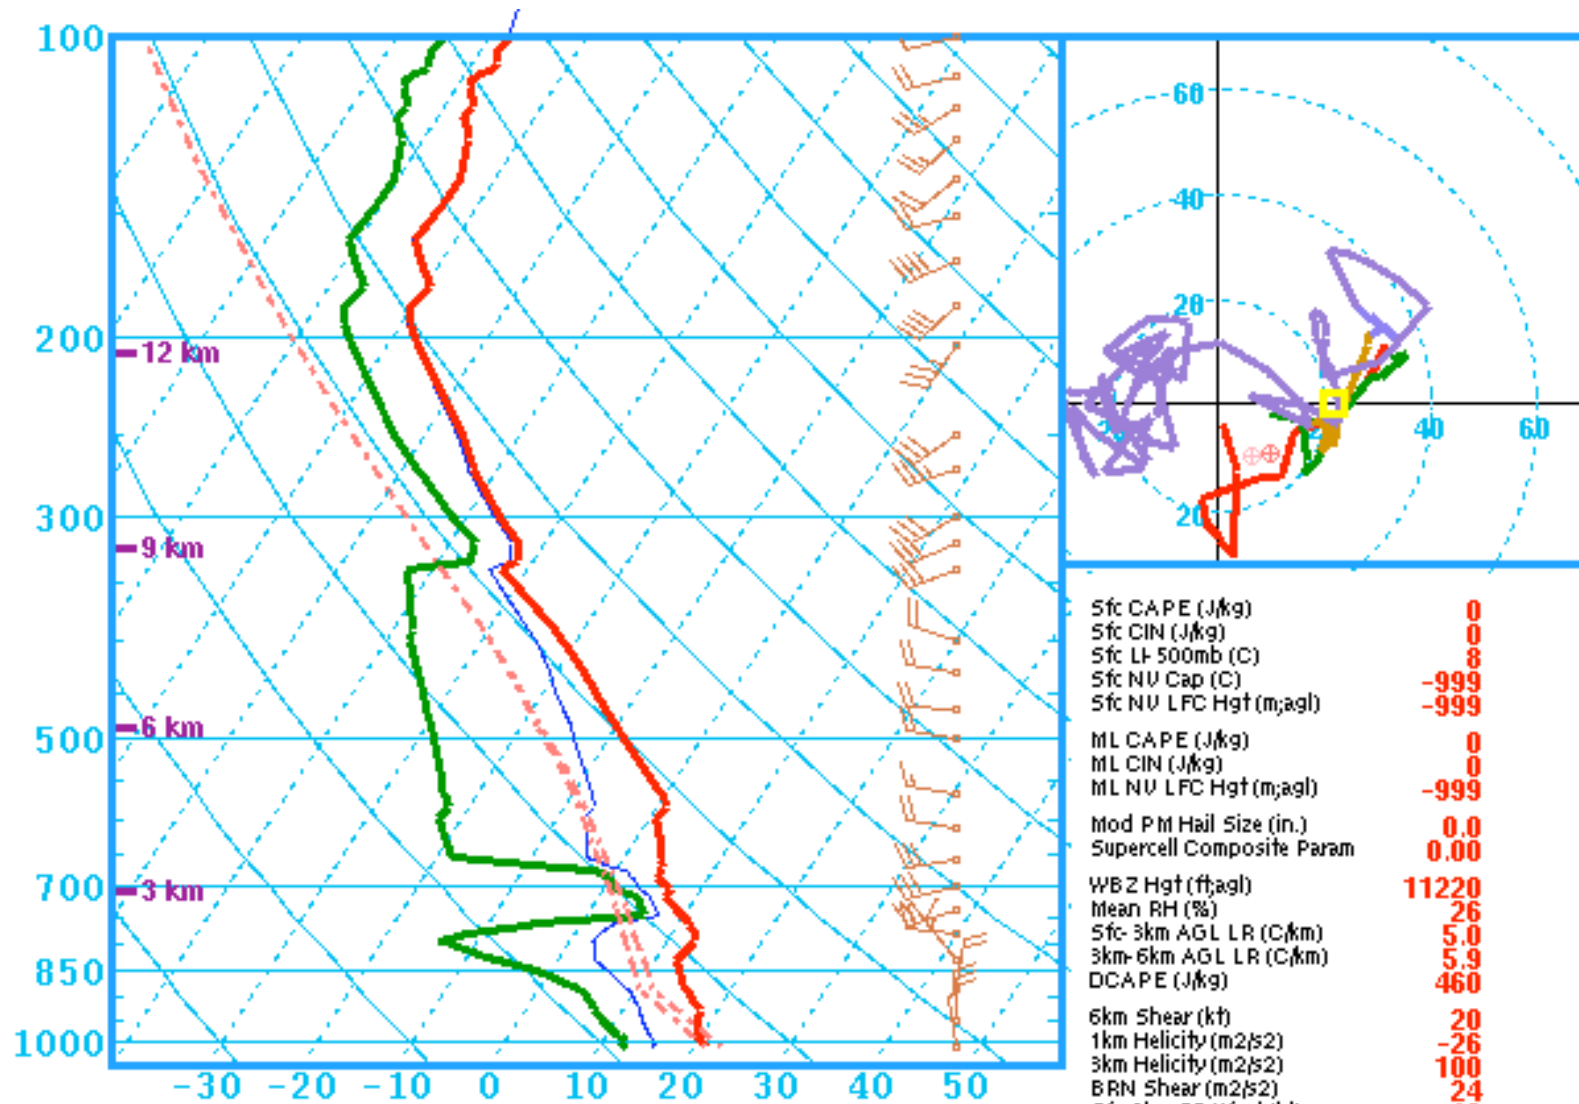 100
200
300
500
700
850
1000
12 km
9 km
6 km
3 km
-30 -20 -10 0 10 20 30 40 50
60
40
20
20
40
60
Sfc CAPE (J/kg) 0
Sfc CIN (J/kg) 0
Sfc LI-500mb (C) 8
Sfc NV Cap (C) -999
Sfc NV LFC Hgt (m;agl) -999
ML CAPE (J/kg) 0
ML CIN (J/kg) 0
ML NV LFC Hgt (m;agl) -999
Mod PM Hail Size (in.) 0.0
Supercell Composite Param 0.00
WBZ Hgt (ft;agl) 11220
Mean RH (%) 26
Sfc-3km AGL LR (C/km) 5.0
3km-6km AGL LR (C/km) 5.9
DCAPE (J/kg) 460
6km Shear (kt) 20
1km Helicity (m2/s2) -26
3km Helicity (m2/s2) 100
BRN Shear (m2/s2) 24